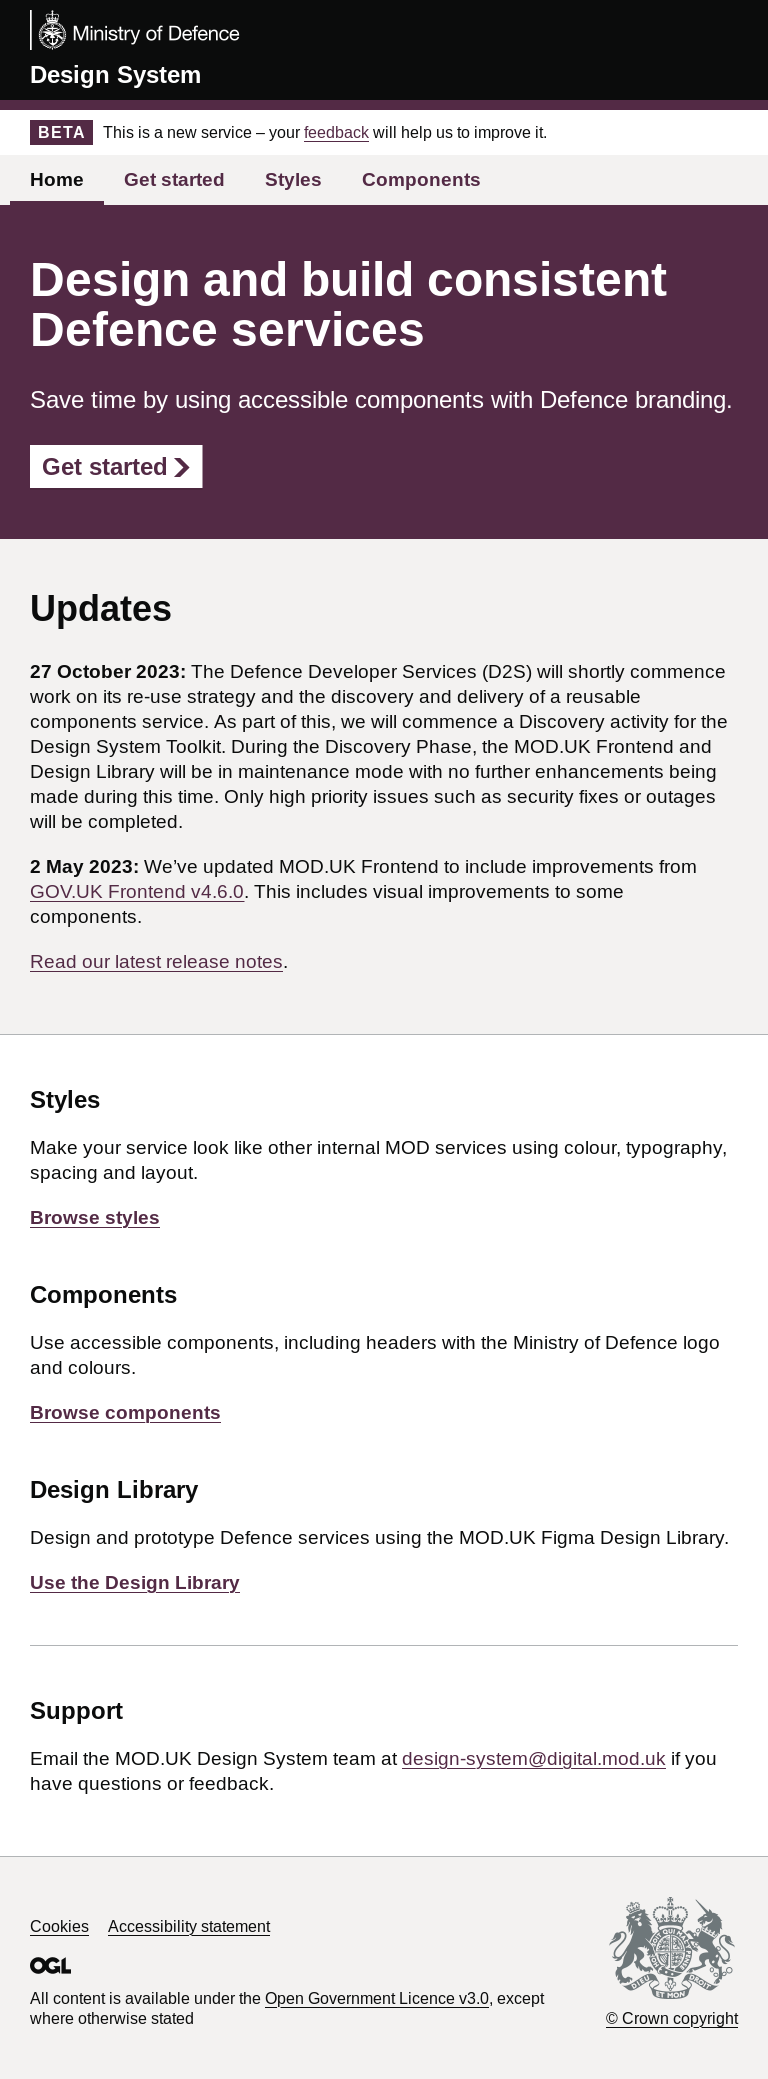 Ministry of Defence
Design System
BETA This is a new service – your feedback will help us to improve it.
Home Get started Styles Components
Design and build consistent
Defence services
Save time by using accessible components with Defence branding.
Get started
Updates
27 October 2023: The Defence Developer Services (D2S) will shortly commence
work on its re-use strategy and the discovery and delivery of a reusable
components service. As part of this, we will commence a Discovery activity for the
Design System Toolkit. During the Discovery Phase, the MOD.UK Frontend and
Design Library will be in maintenance mode with no further enhancements being
made during this time. Only high priority issues such as security fixes or outages
will be completed.
2 May 2023: We’ve updated MOD.UK Frontend to include improvements from
GOV.UK Frontend v4.6.0. This includes visual improvements to some
components.
Read our latest release notes.
Styles
Make your service look like other internal MOD services using colour, typography,
spacing and layout.
Browse styles
Components
Use accessible components, including headers with the Ministry of Defence logo
and colours.
Browse components
Design Library
Design and prototype Defence services using the MOD.UK Figma Design Library.
Use the Design Library
Support
Email the MOD.UK Design System team at design-system@digital.mod.uk if you
have questions or feedback.
Cookies Accessibility statement
OGL
All content is available under the Open Government Licence v3.0, except
where otherwise stated
DIEU ET MON DROIT
© Crown copyright